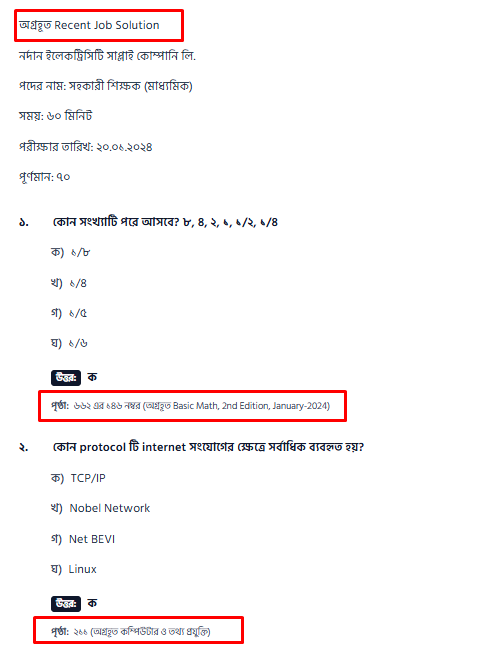 অগ্রদূত Recent Job Solution
নর্দান ইলেকট্রিসিটি সাপ্লাই কোম্পানি লি.
পদের নাম: সহকারী শিক্ষক (মাধ্যমিক)
সময়: ৬০ মিনিট
পরীক্ষার তারিখ: ২০.০১.২০২৪
পূর্ণমান: ৭০
১. কোন সংখ্যাটি পরে আসবে? ৮, ৪, ২, ১, ১/২, ১/৪
ক) ১/৮
খ) ১/৪
গ) ১/৫
ঘ) ১/৬
উত্তর: ক
পৃষ্ঠা: ৬৬২ এর ১৪৬ নম্বর (অগ্রদূত Basic Math, 2nd Edition, January-2024)
২. কোন protocol টি internet সংযোগের ক্ষেত্রে সর্বাধিক ব্যবহৃত হয়?
ক) TCP/IP
খ) Nobel Network
গ) Net BEVI
ঘ) Linux
উত্তর: ক
পৃষ্ঠা: ২১১ (অগ্রদূত কম্পিউটার ও তথ্য প্রযুক্তি)